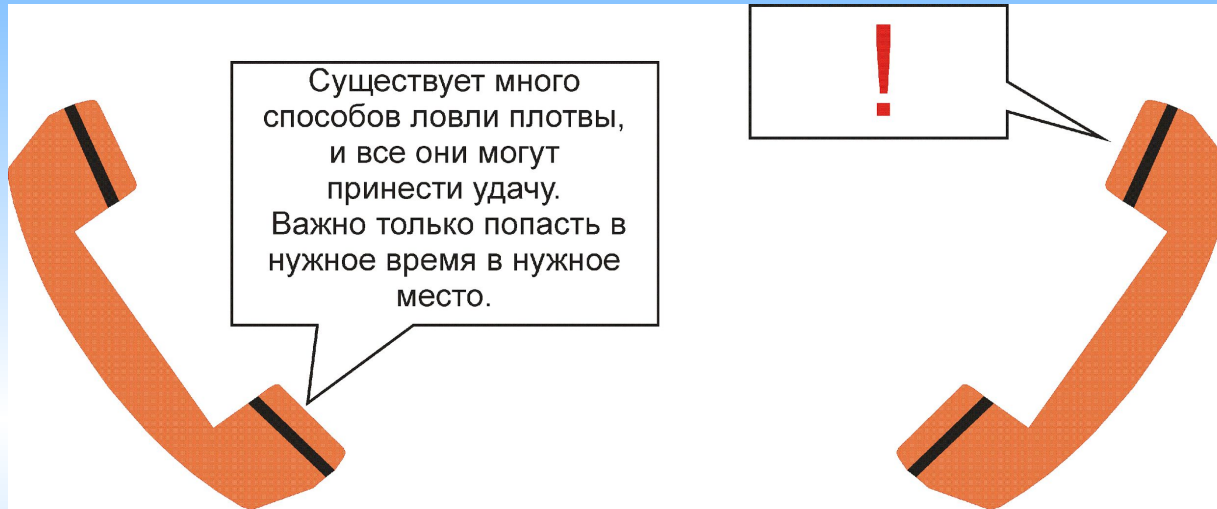 Существует много
способов ловли плотвы,
и все они могут
принести удачу.
Важно только попасть в
нужное время в нужное
место.
!